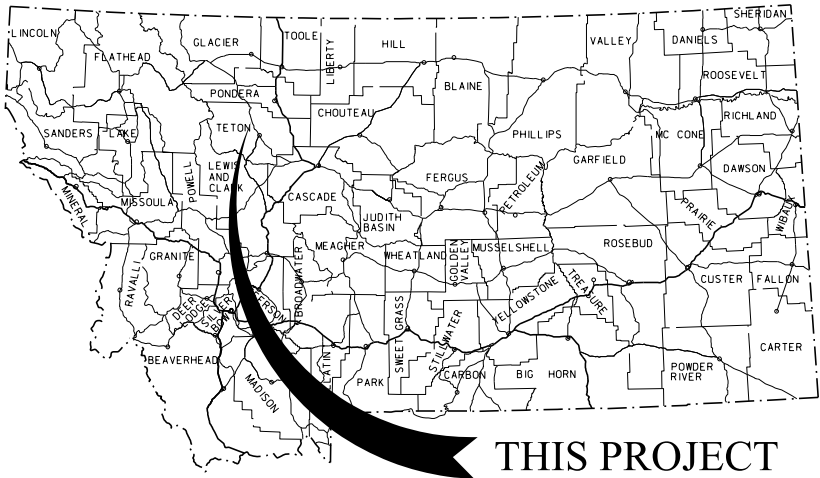 LINCOLN
FLATHEAD
GLACIER
TOOLE
LIBERTY
HILL
BLAINE
VALLEY
DANIELS
SHERIDAN
ROOSEVELT
PONDERA
CHOUTEAU
PHILLIPS
RICHLAND
MC CONE
SANDERS
LAKE
TETON
LEWIS
AND
CLARK
POWELL
CASCADE
FERGUS
PETROLEUM
GARFIELD
DAWSON
PRAIRIE
WIBAUX
MINERAL
MISSOULA
JUDITH
BASIN
MEAGHER
WHEATLAND
GOLDEN
VALLEY
MUSSELSHELL
ROSEBUD
GRANITE
RAVALLI
BROADWATER
DEER
LODGE
SILVER
BOW
EFFERSON
SWEET GRASS
STILLWATER
YELLOWSTONE
TREASURE
CUSTER
FALLON
BEAVERHEAD
MADISON
LATIN
PARK
CARBON
BIG HORN
POWDER
RIVER
CARTER
THIS PROJECT